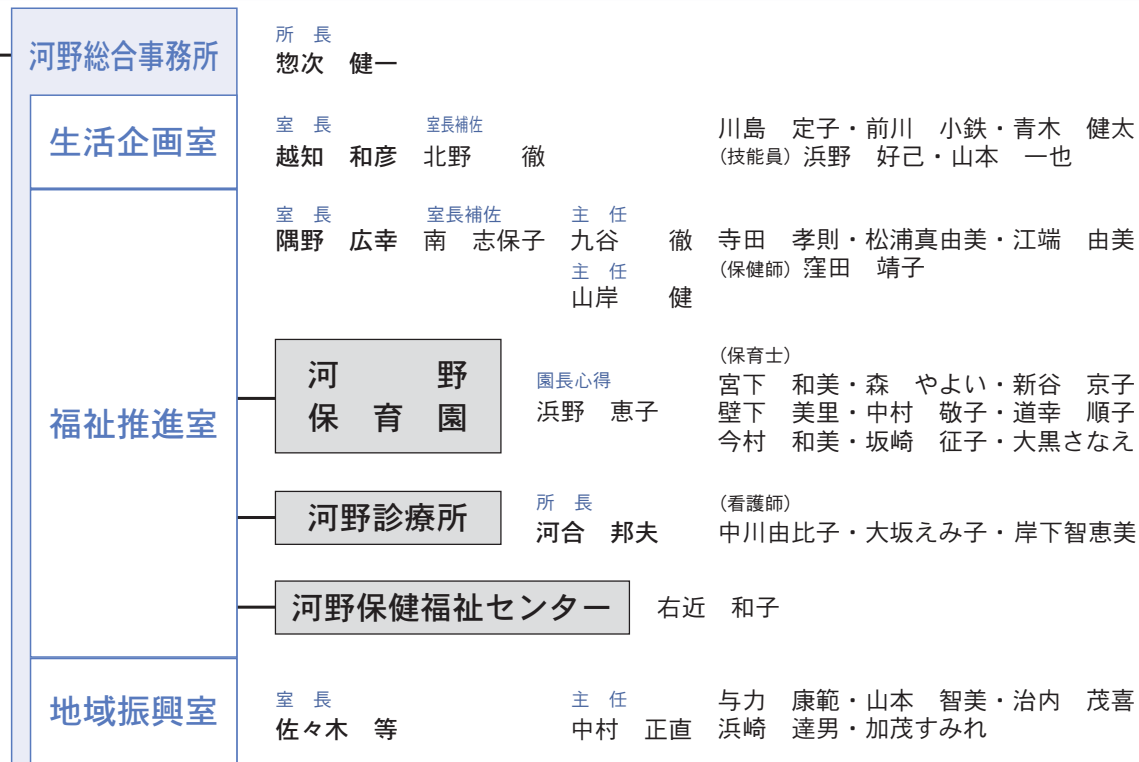 河野総合事務所
所　長
惣次　健一
生活企画室
室　長　室長補佐
越知　和彦　北野　　徹
川島　定子・前川　小鉄・青木　健太
(技能員) 浜野　好己・山本　一也
福祉推進室
室　長　室長補佐　主　任
隅野　広幸　南　志保子　九谷　　徹　寺田　孝則・松浦真由美・江端　由美
主　任　(保健師) 窪田　靖子
山岸　　健
河　野
保　育　園
園長心得
浜野　恵子
(保育士)
宮下　和美・森　やよい・新谷　京子
壁下　美里・中村　敬子・道幸　順子
今村　和美・坂崎　征子・大黒さなえ
河野診療所
所　長
河合　邦夫
(看護師)
中川由比子・大坂えみ子・岸下智恵美
河野保健福祉センター
右近　和子
地域振興室
室　長
佐々木　等
主　任
中村　正直
与力　康範・山本　智美・治内　茂喜
浜崎　達男・加茂すみれ